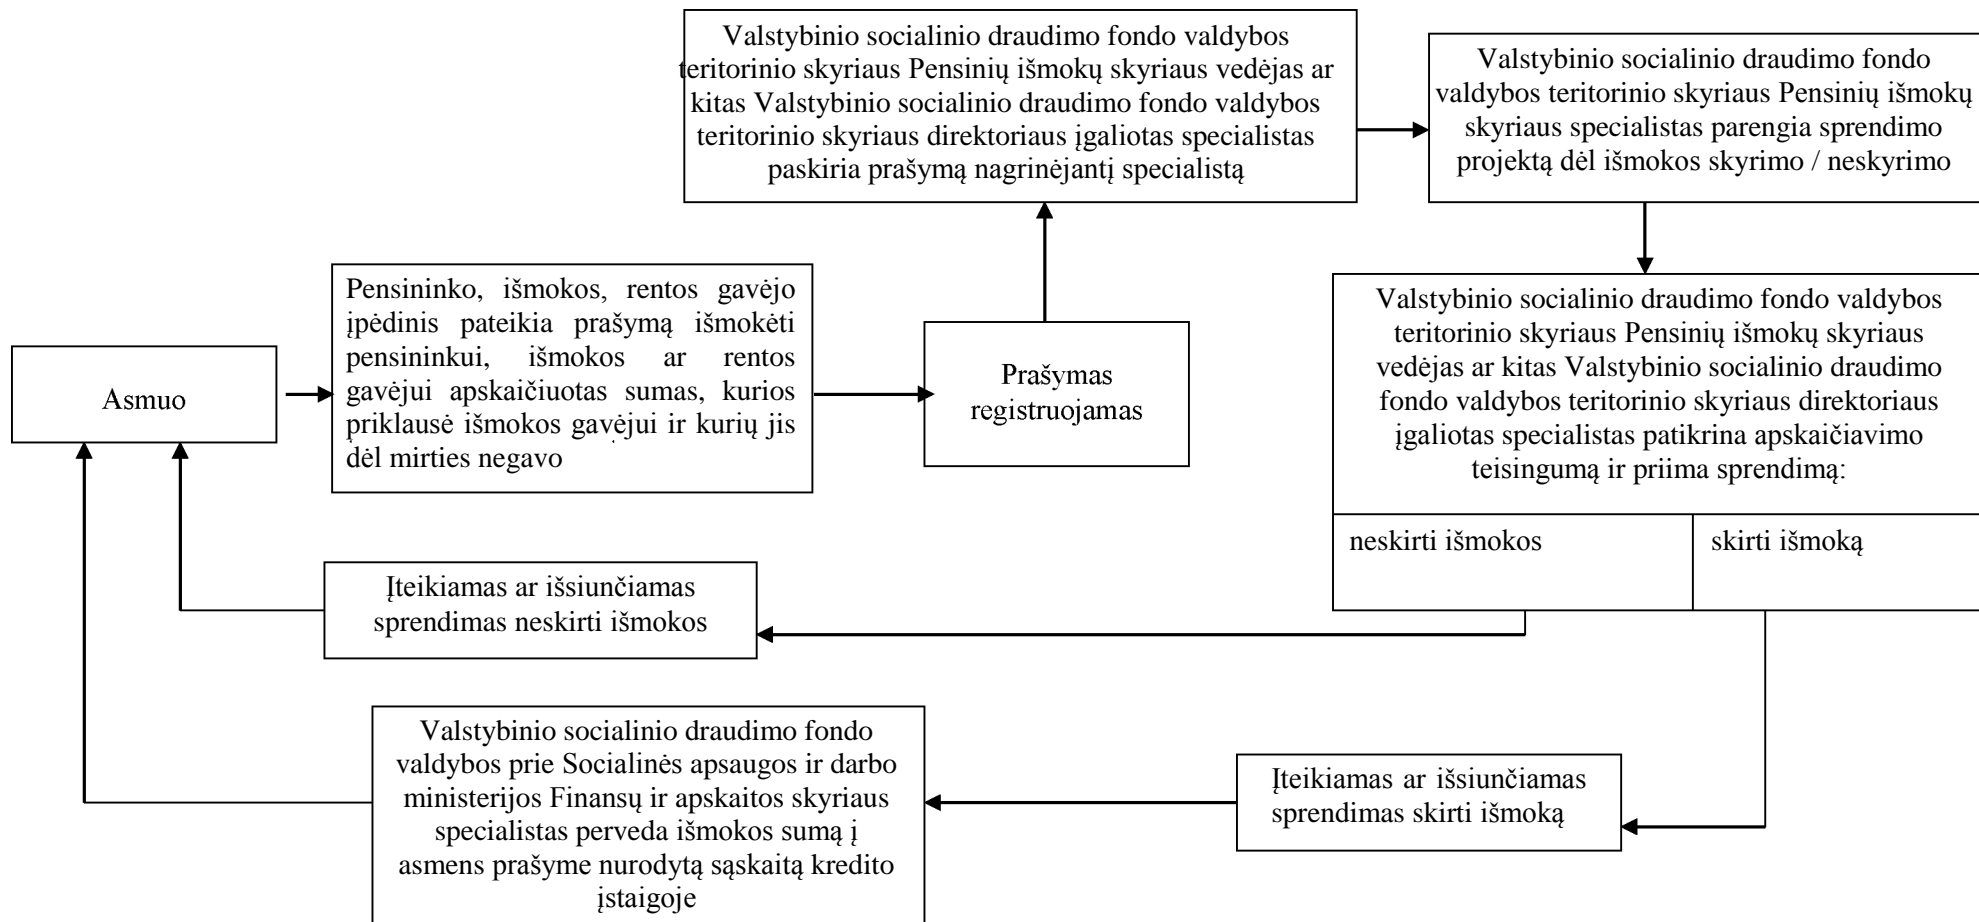 Asmuo
Pensininko, išmokos, rentos gavėjo
įpėdinis pateikia prašymą išmokėti
pensininkui, išmokos ar rentos
gavėjui apskaičiuotas sumas, kurios
priklausė išmokos gavėjui ir kurių jis
dėl mirties negavo
Prašymas
registruojamas
Valstybinio socialinio draudimo fondo valdybos
teritorinio skyriaus Pensinių išmokų skyriaus vedėjas ar
kitas Valstybinio socialinio draudimo fondo valdybos
teritorinio skyriaus direktoriaus įgaliotas specialistas
paskiria prašymą nagrinėjantį specialistą
Valstybinio socialinio draudimo fondo
valdybos teritorinio skyriaus Pensinių išmokų
skyriaus specialistas parengia sprendimo
projektą dėl išmokos skyrimo / neskyrimo
Valstybinio socialinio draudimo fondo valdybos
teritorinio skyriaus Pensinių išmokų skyriaus
vedėjas ar kitas Valstybinio socialinio draudimo
fondo valdybos teritorinio skyriaus direktoriaus
įgaliotas specialistas patikrina apskaičiavimo
teisingumą ir priima sprendimą:
neskirti išmokos
skirti išmoką
Įteikiamas ar išsiunčiamas
sprendimas neskirti išmokos
Įteikiamas ar išsiunčiamas
sprendimas skirti išmoką
Valstybinio socialinio draudimo fondo
valdybos prie Socialinės apsaugos ir darbo
ministerijos Finansų ir apskaitos skyriaus
specialistas perveda išmokos sumą į
asmens prašyme nurodytą sąskaitą kredito
įstaigoje